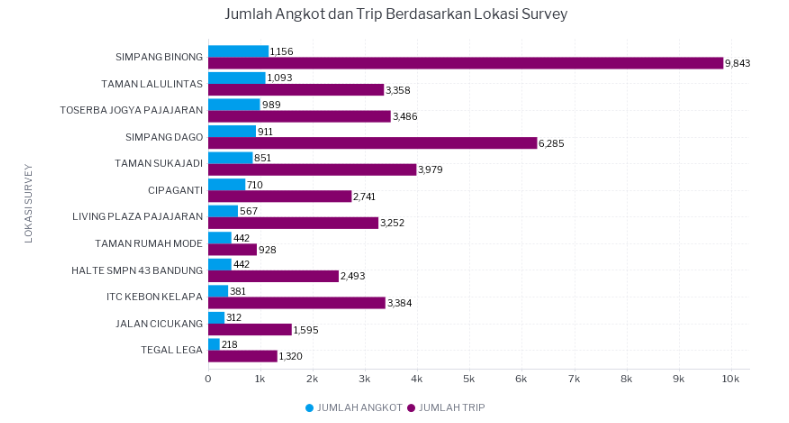 Jumlah Angkot dan Trip Berdasarkan Lokasi Survey
LOKASI SURVEY
SIMPANG BINONG 1,156 9,843
TAMAN LALULINTAS 1,093 3,358
TOSERBA JOGYA PAJAJARAN 989 3,486
SIMPANG DAGO 911 6,285
TAMAN SUKAJADI 851 3,979
CIPAGANTI 710 2,741
LIVING PLAZA PAJAJARAN 567 3,252
TAMAN RUMAH MODE 442 928
HALTE SMPN 43 BANDUNG 442 2,493
ITC KEBON KELAPA 381 3,384
JALAN CICUKANG 312 1,595
TEGAL LEGA 218 1,320
0 1k 2k 3k 4k 5k 6k 7k 8k 9k 10k
JUMLAH ANGKOT JUMLAH TRIP